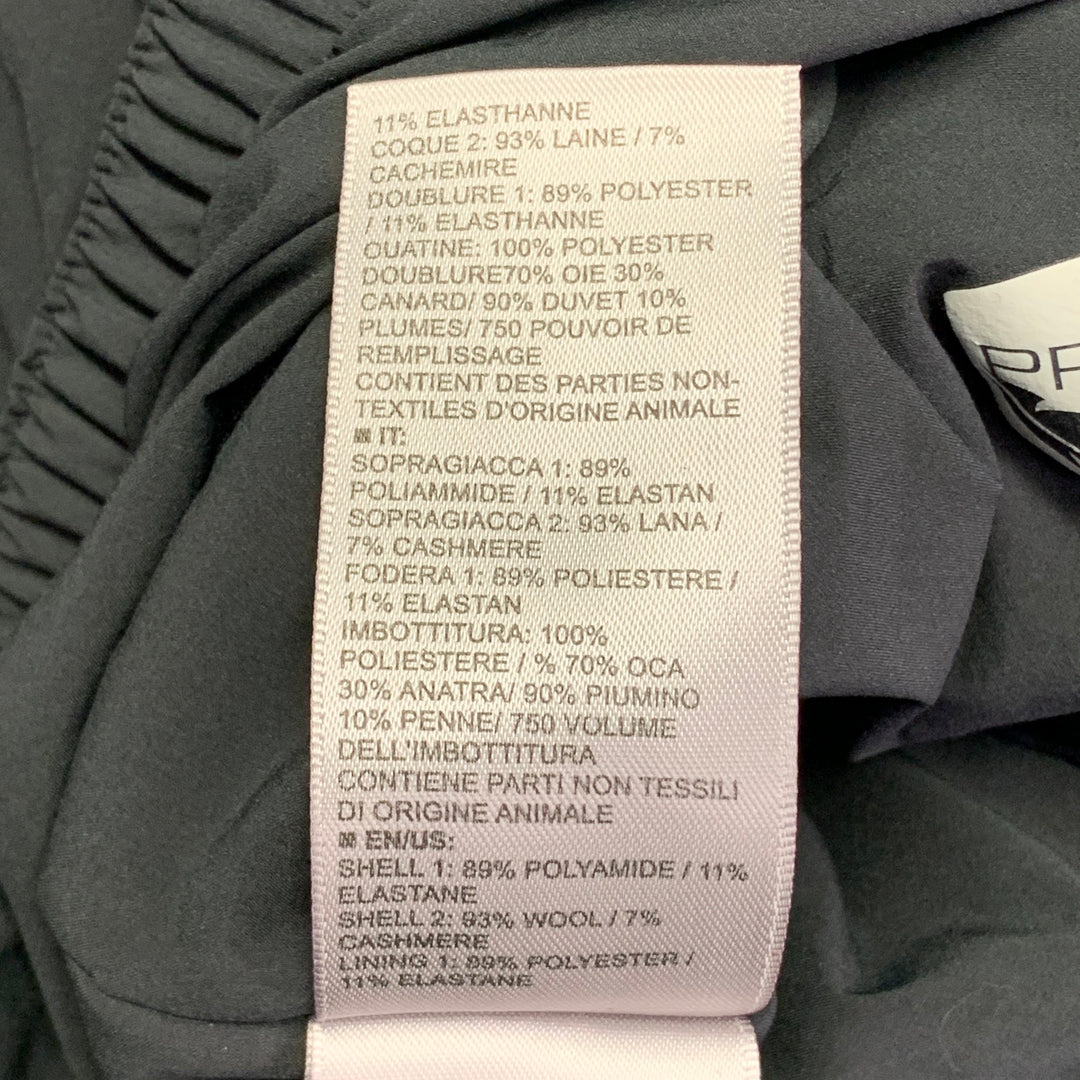 11% ELASTHANNE
COQUE 2: 93% LAINE / 7%
CACHEMIRE
DOUBLURE 1: 89% POLYESTER
/ 11% ELASTHANNE
OUATINE: 100% POLYESTER
DOUBLURE70% OIE 30%
CANARD/ 90% DUVET 10%
PLUMES/ 750 POUVOIR DE
REMPLISSAGE
CONTIENT DES PARTIES NON-
TEXTILES D'ORIGINE ANIMALE
IT:
SOPRAGIACCA 1: 89%
POLIAMMIDE / 11% ELASTAN
SOPRAGIACCA 2: 93% LANA /
7% CASHMERE
FODERA 1: 89% POLIESTERE /
11% ELASTAN
IMBOTTITURA: 100%
POLIESTERE / % 70% OCA
30% ANATRA/ 90% PIUMINO
10% PENNE/ 750 VOLUME
DELL'IMBOTTITURA
CONTIENE PARTI NON TESSILI
DI ORIGINE ANIMALE
EN/US:
SHELL 1: 89% POLYAMIDE / 11%
ELASTANE
SHELL 2: 93% WOOL / 7%
CASHMERE
LINING 1: 89% POLYESTER /
11% ELASTANE